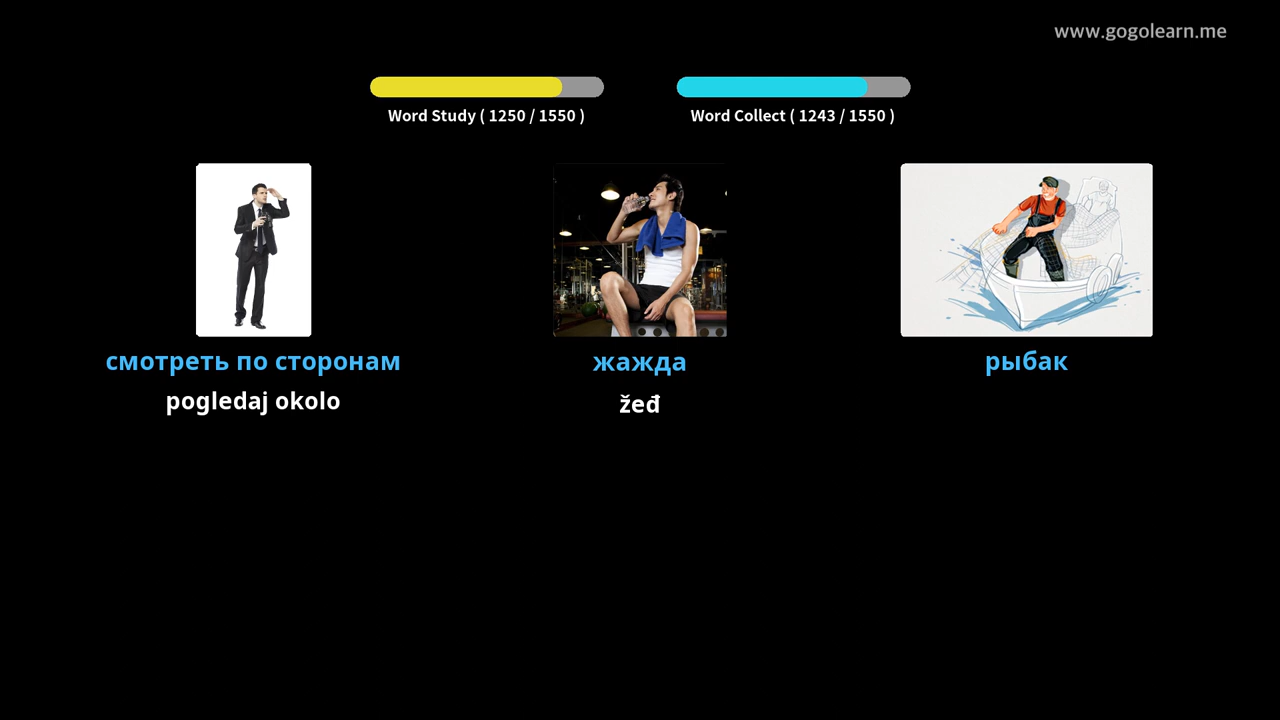 www.gogolearn.me
Word Study ( 1250 / 1550 )
Word Collect ( 1243 / 1550 )
смотреть по сторонам
жажда
рыбак
pogledaj okolo
žeđ